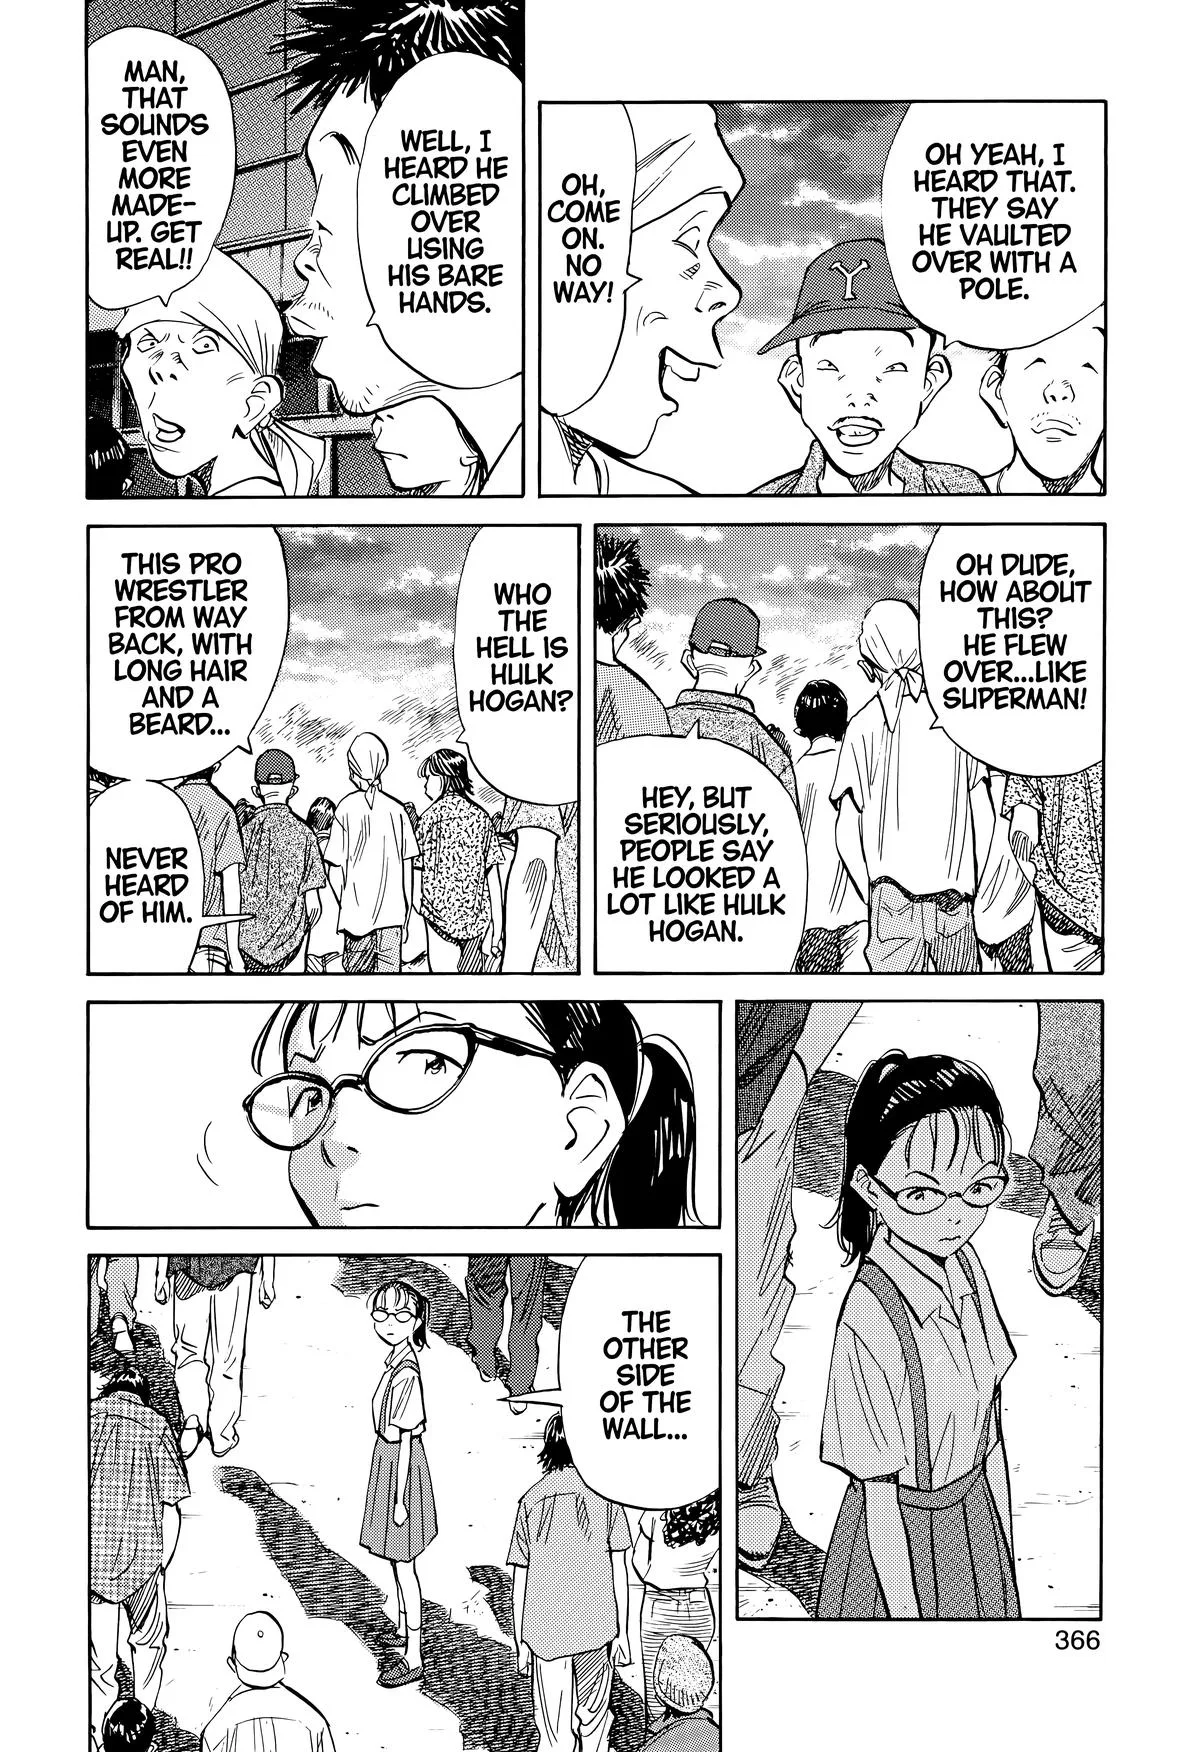 OH YEAH, I
HEARD THAT.
THEY SAY
HE VAULTED
OVER WITH A
POLE.
Y
OH,
COME
ON.
NO
WAY!
WELL, I
HEARD HE
CLIMBED
OVER
USING
HIS BARE
HANDS.
MAN,
THAT
SOUNDS
EVEN
MORE
MADE-
UP. GET
REAL!!
OH DUDE,
HOW ABOUT
THIS?
HE FLEW
OVER...LIKE
SUPERMAN!
HEY, BUT
SERIOUSLY,
PEOPLE SAY
HE LOOKED A
LOT LIKE HULK
HOGAN.
WHO
THE
HELL IS
HULK
HOGAN?
THIS PRO
WRESTLER
FROM WAY
BACK, WITH
LONG HAIR
AND A
BEARD...
NEVER
HEARD
OF HIM.
THE
OTHER
SIDE
OF THE
WALL...
366